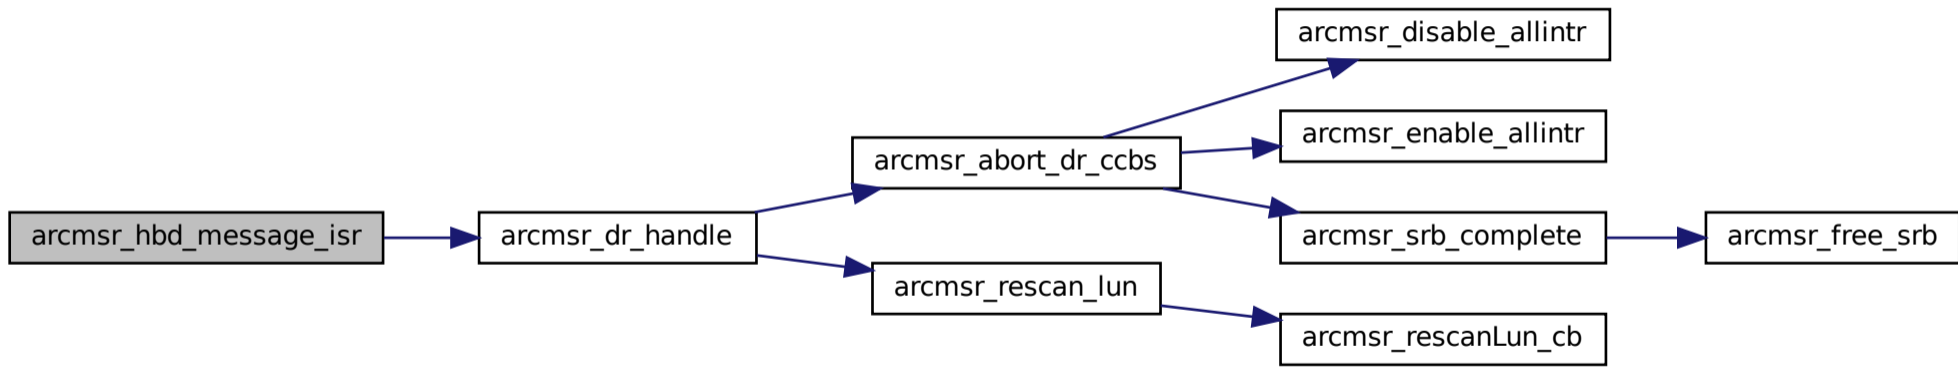 arcmsr_disable_allintr
arcmsr_enable_allintr
arcmsr_abort_dr_ccbs
arcmsr_hbd_message_isr
arcmsr_dr_handle
arcmsr_srb_complete
arcmsr_free_srb
arcmsr_rescan_lun
arcmsr_rescanLun_cb